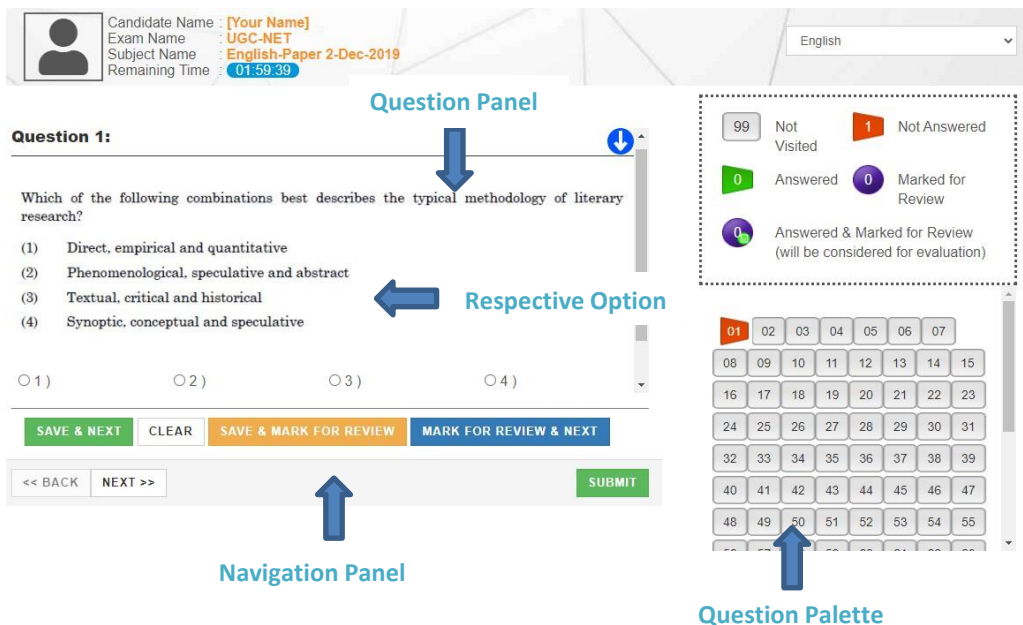 Candidate Name : [Your Name]
Exam Name : UGC-NET
Subject Name : English-Paper 2-Dec-2019
Remaining Time : 01:59:39
English
Question Panel
Question 1:
Which of the following combinations best describes the typical methodology of literary
research?
(1) Direct, empirical and quantitative
(2) Phenomenological, speculative and abstract
(3) Textual, critical and historical
(4) Synoptic, conceptual and speculative
Respective Option
1 )
2 )
3 )
4 )
SAVE & NEXT
CLEAR
SAVE & MARK FOR REVIEW
MARK FOR REVIEW & NEXT
<< BACK
NEXT >>
SUBMIT
Navigation Panel
99 Not
Visited
1 Not Answered
0 Answered
0 Marked for
Review
0 Answered & Marked for Review
(will be considered for evaluation)
01 02 03 04 05 06 07
08 09 10 11 12 13 14 15
16 17 18 19 20 21 22 23
24 25 26 27 28 29 30 31
32 33 34 35 36 37 38 39
40 41 42 43 44 45 46 47
48 49 50 51 52 53 54 55
Question Palette